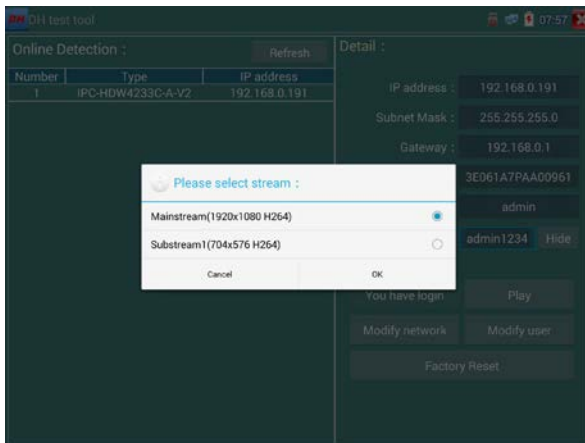 DH DH test tool 07:57
Online Detection : Refresh
Number Type IP address
1 IPC-HDW4233C-A-V2 192.168.0.191
Detail :
IP address : 192.168.0.191
Subnet Mask : 255.255.255.0
Gateway : 192.168.0.1
3E061A7PAA00961
admin
admin1234 Hide
Please select stream :
Mainstream(1920x1080 H264)
Substream1(704x576 H264)
Cancel OK
You have login Play
Modify network Modify user
Factory Reset